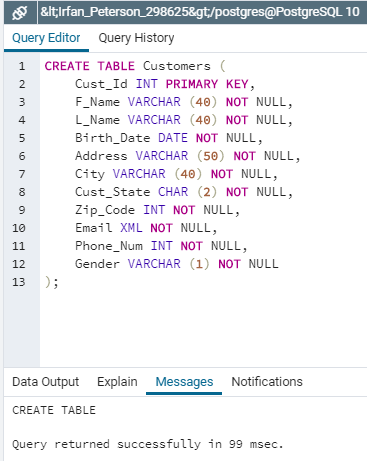 &lt;Irfan_Peterson_298625&gt;/postgres@PostgreSQL 10
Query Editor Query History
1 CREATE TABLE Customers (
2     Cust_Id INT PRIMARY KEY,
3     F_Name VARCHAR (40) NOT NULL,
4     L_Name VARCHAR (40) NOT NULL,
5     Birth_Date DATE NOT NULL,
6     Address VARCHAR (50) NOT NULL,
7     City VARCHAR (40) NOT NULL,
8     Cust_State CHAR (2) NOT NULL,
9     Zip_Code INT NOT NULL,
10     Email XML NOT NULL,
11     Phone_Num INT NOT NULL,
12     Gender VARCHAR (1) NOT NULL
13 );
Data Output Explain Messages Notifications
CREATE TABLE
Query returned successfully in 99 msec.